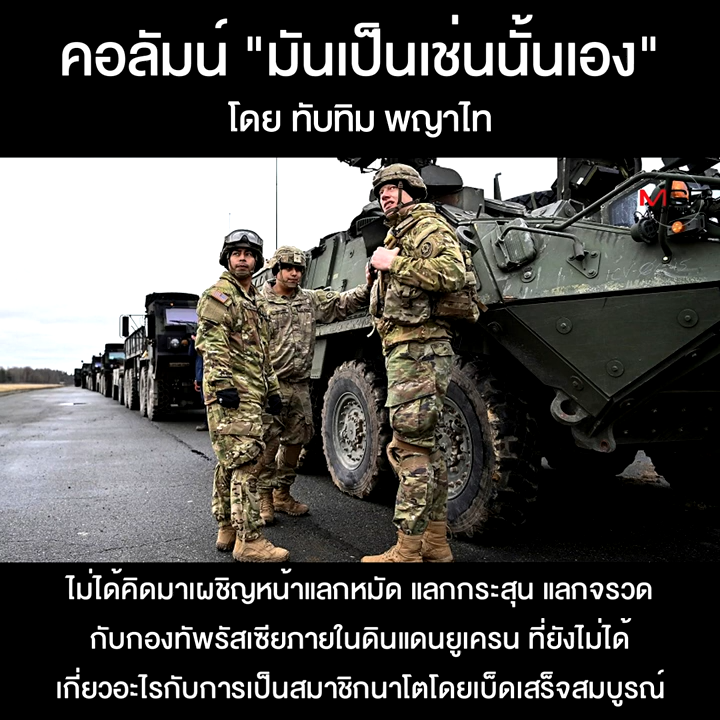 คอลัมน์ "มันเป็นเช่นนั้นเอง"
โดย ทับทิม พญาไท
ไม่ได้คิดมาเผชิญหน้าแลกหมัด แลกกระสุน แลกจรวด
กับกองทัพรัสเซียภายในดินแดนยูเครน ที่ยังไม่ได้
เกี่ยวอะไรกับการเป็นสมาชิกนาโตโดยเบ็ดเสร็จสมบูรณ์